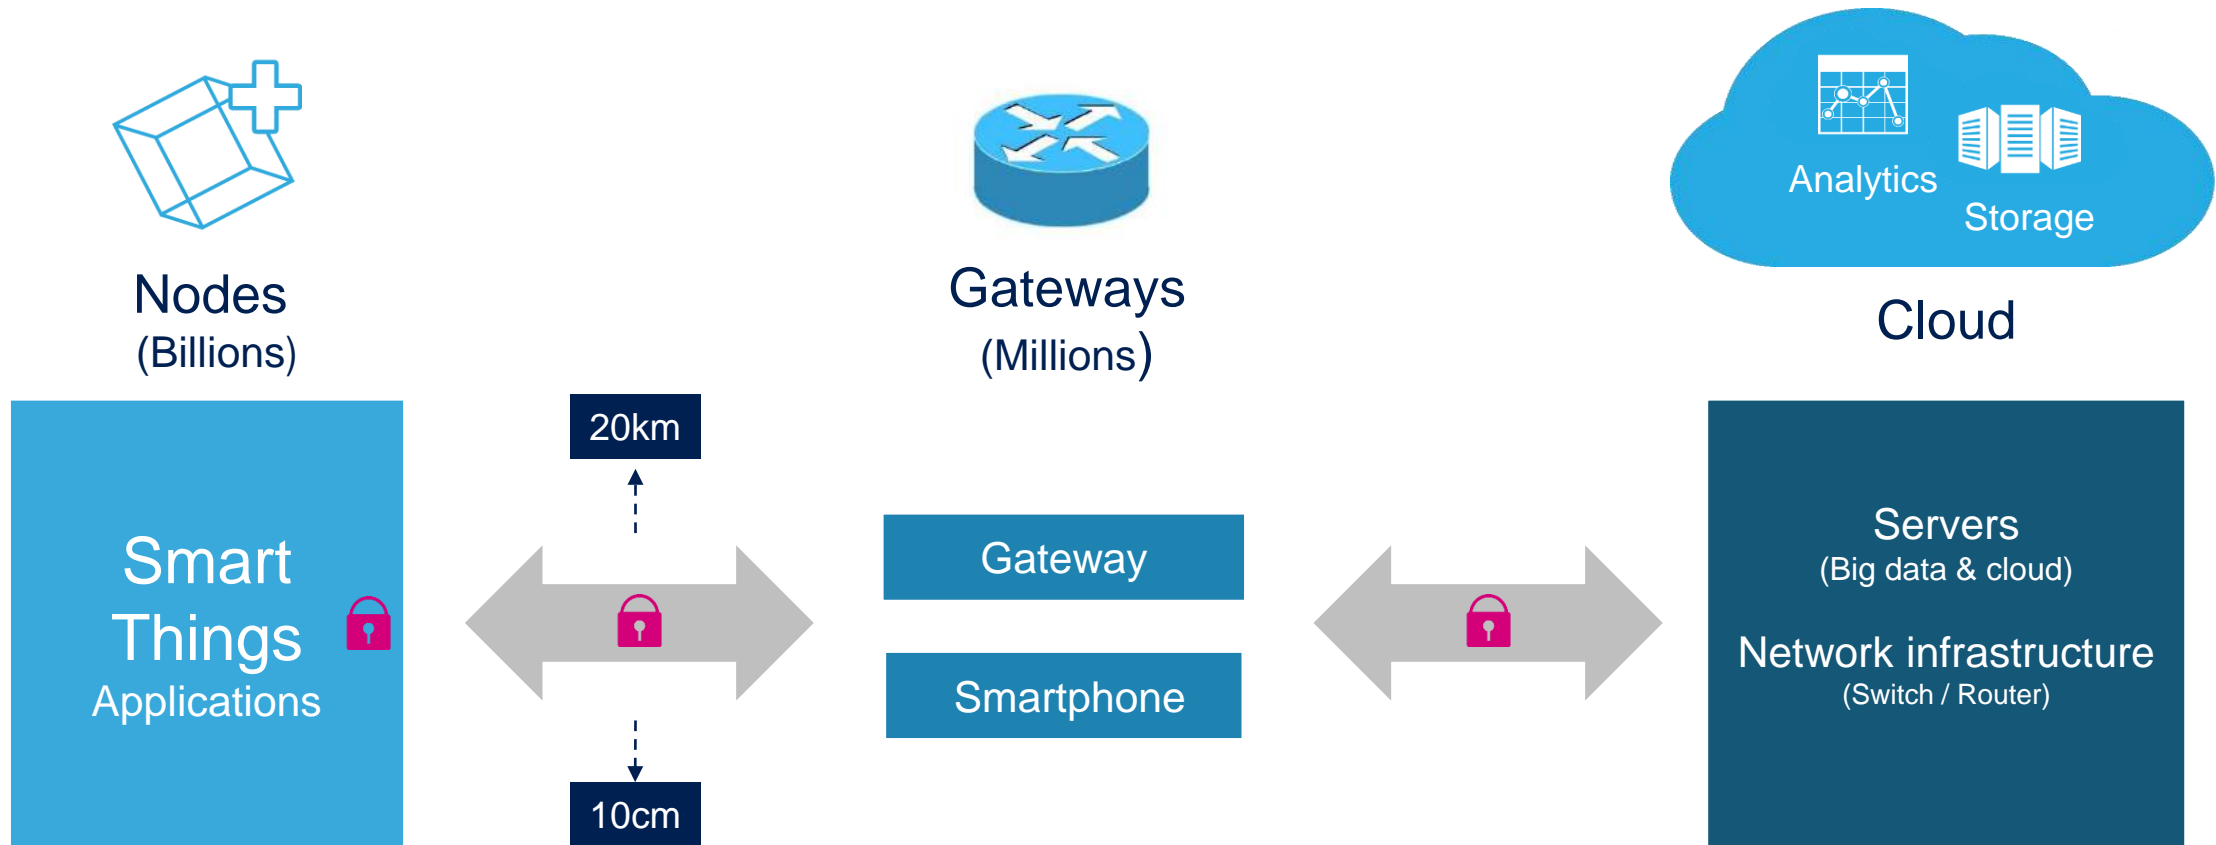 Nodes
(Billions)
Smart
Things
Applications
20km
10cm
Gateways
(Millions)
Gateway
Smartphone
Analytics
Storage
Cloud
Servers
(Big data & cloud)
Network infrastructure
(Switch / Router)